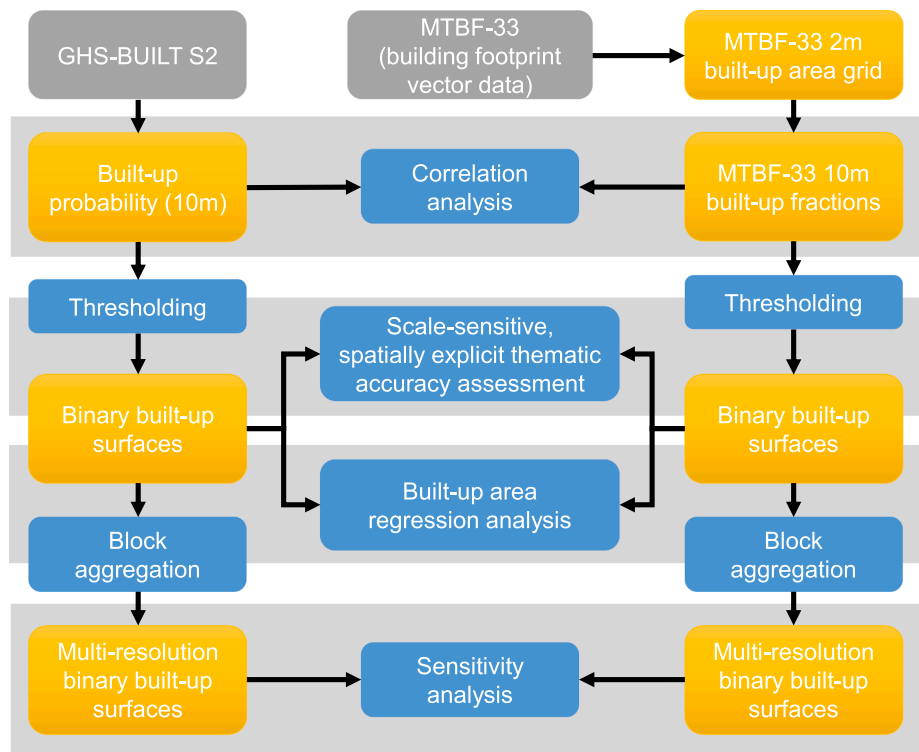 GHS-BUILT S2
MTBF-33
(building footprint
vector data)
MTBF-33 2m
built-up area grid
Built-up
probability (10m)
Correlation
analysis
MTBF-33 10m
built-up fractions
Thresholding
Thresholding
Scale-sensitive,
spatially explicit thematic
accuracy assessment
Binary built-up
surfaces
Binary built-up
surfaces
Built-up area
regression analysis
Block
aggregation
Block
aggregation
Multi-resolution
binary built-up
surfaces
Sensitivity
analysis
Multi-resolution
binary built-up
surfaces